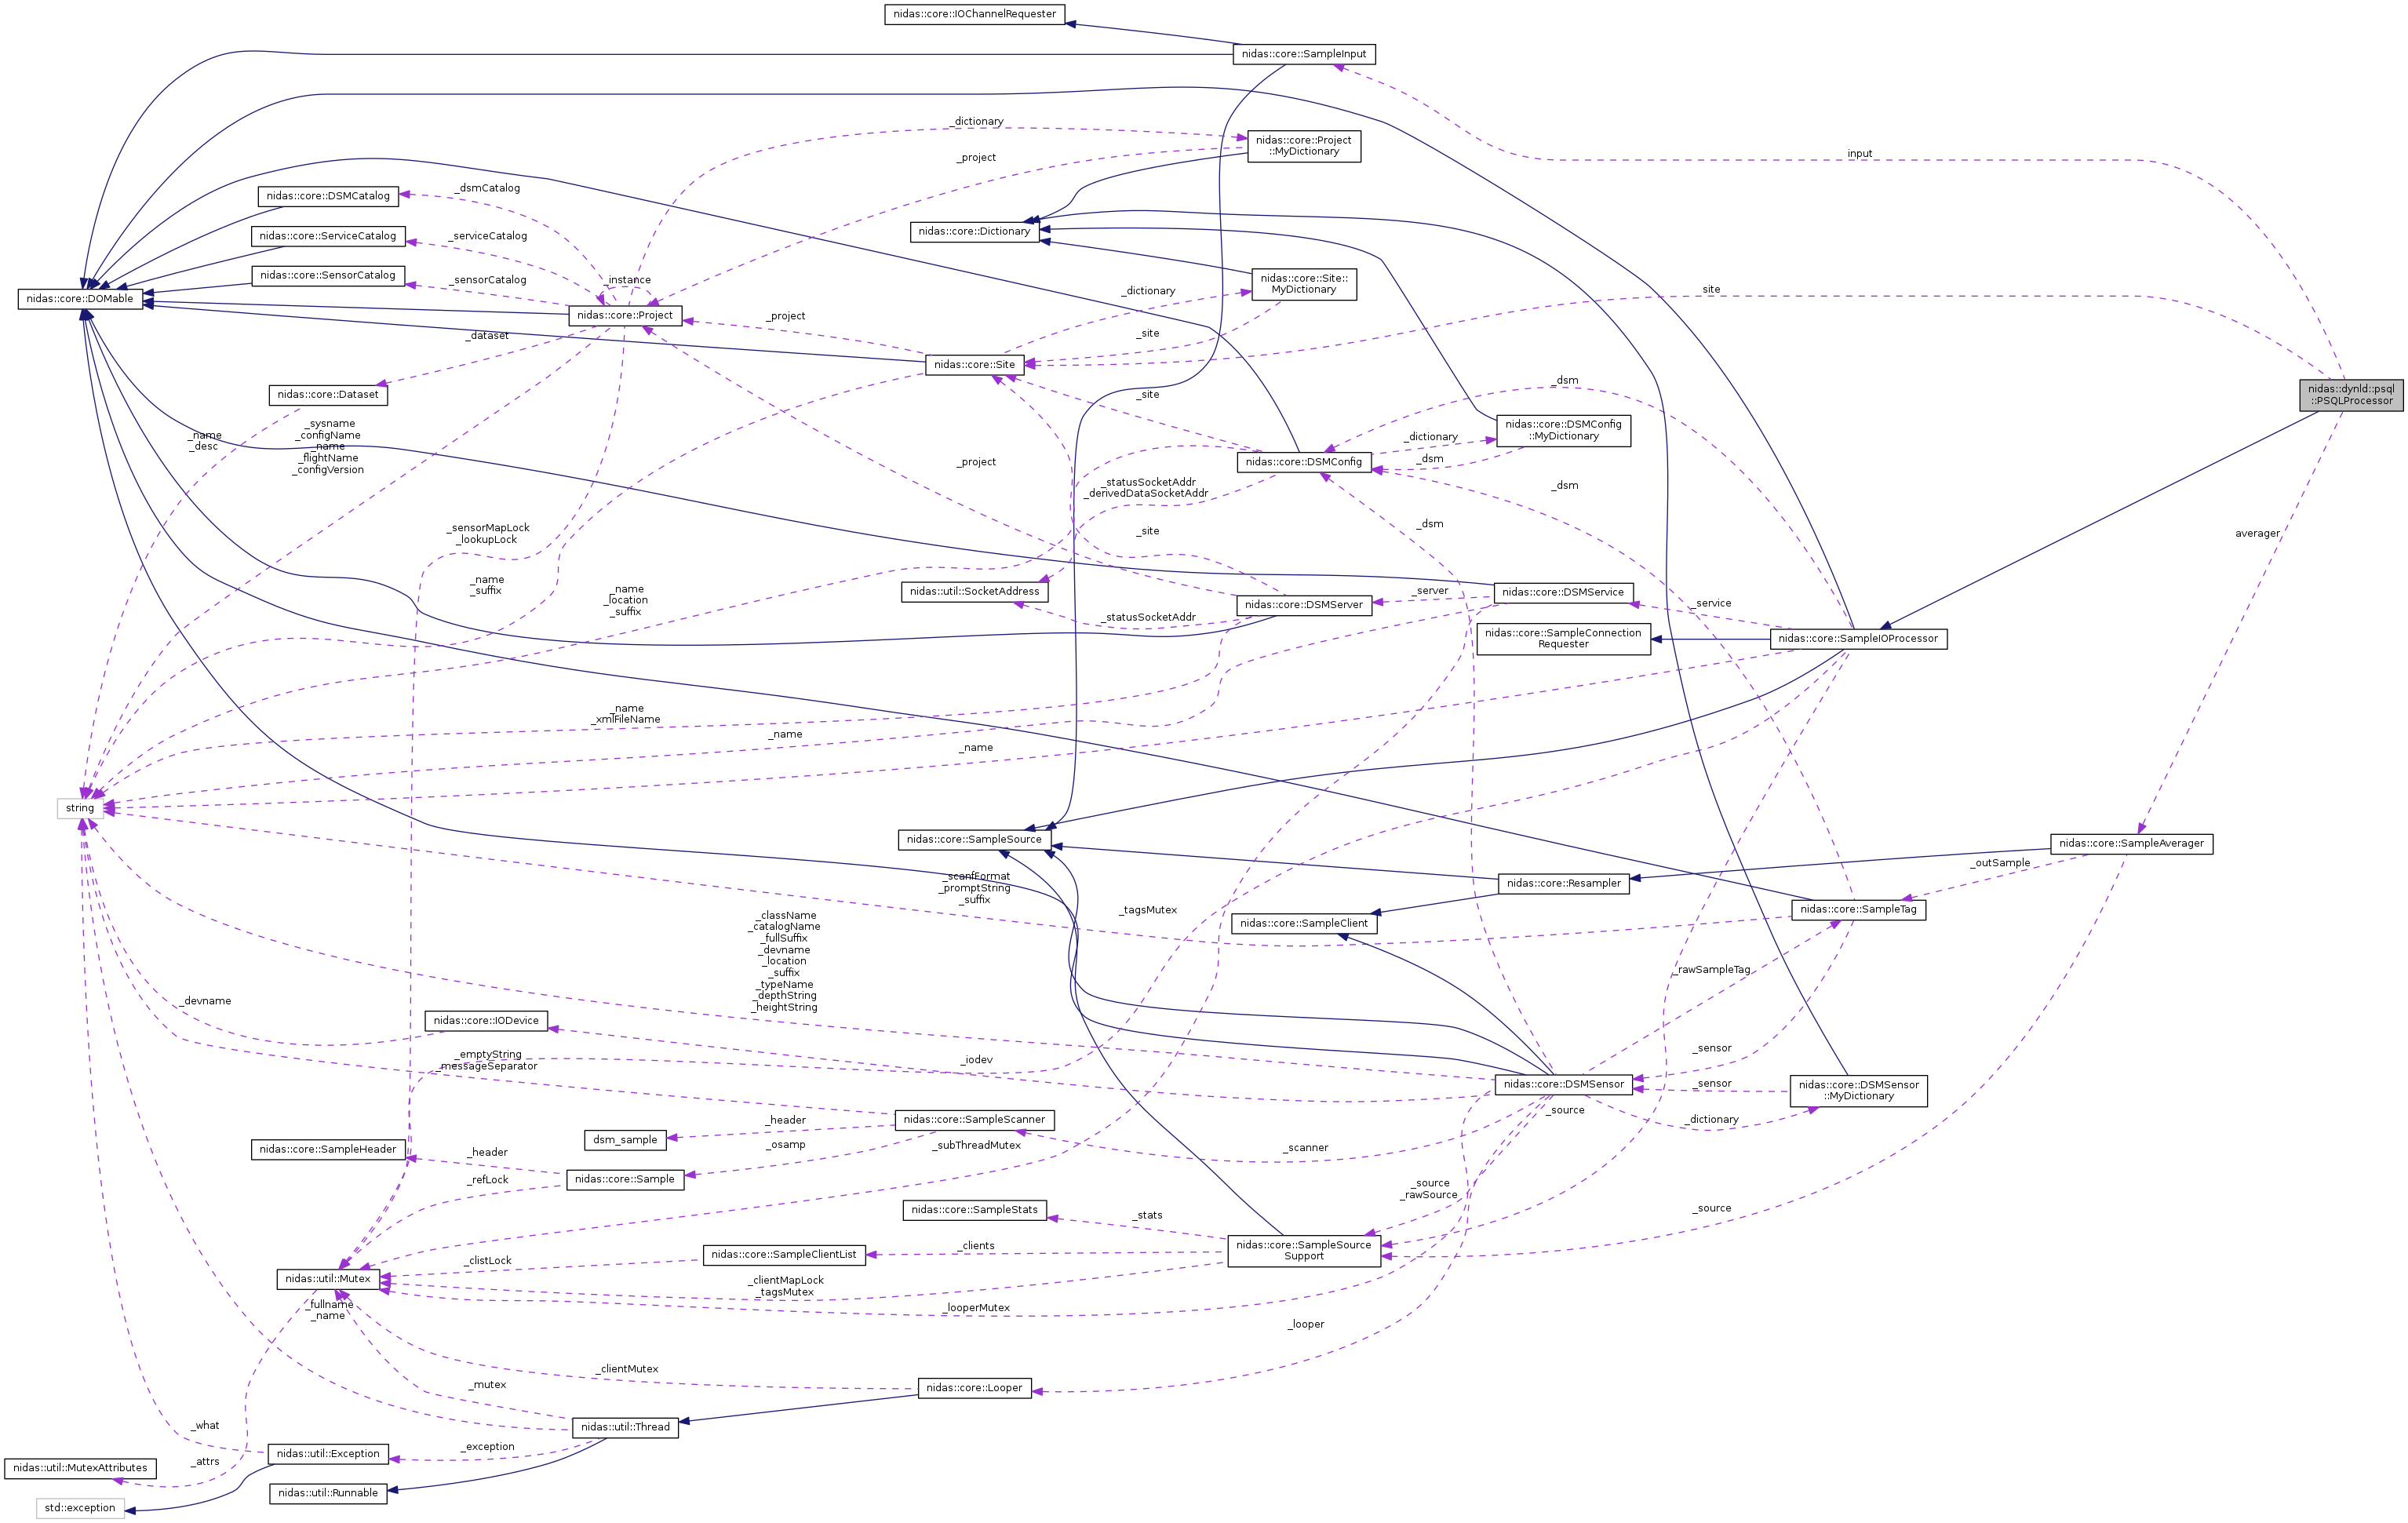 nidas::core::IOChannelRequester
nidas::core::SampleInput
_dictionary
nidas::core::Project
::MyDictionary
input
_project
_dsmCatalog
nidas::core::DSMCatalog
nidas::core::Dictionary
nidas::core::ServiceCatalog
_serviceCatalog
nidas::core::SensorCatalog
_sensorCatalog
_instance
nidas::core::Site::
MyDictionary
_dictionary
site
nidas::core::DOMable
nidas::core::Project
_project
_dataset
_site
nidas::core::Site
nidas::core::Dataset
_site
_dsm
nidas::dynld::psql
::PSQLProcessor
_name
_desc
_sysname
_configName
_name
_flightName
_configVersion
_dictionary
nidas::core::DSMConfig
::MyDictionary
_project
nidas::core::DSMConfig
_dsm
_statusSocketAddr
_derivedDataSocketAddr
_dsm
_sensorMapLock
_lookupLock
_dsm
_site
averager
_name
_suffix
_name
_location
_suffix
nidas::util::SocketAddress
nidas::core::DSMServer
_server
nidas::core::DSMService
_service
_statusSocketAddr
nidas::core::SampleConnection
Requester
nidas::core::SampleIOProcessor
_name
_xmlFileName
_name
_name
string
nidas::core::SampleSource
nidas::core::SampleAverager
_outSample
_scanfFormat
_promptString
_suffix
nidas::core::Resampler
_tagsMutex
nidas::core::SampleClient
nidas::core::SampleTag
_className
_catalogName
_fullSuffix
_devname
_location
_suffix
_typeName
_depthString
_heightString
_rawSampleTag
_devname
nidas::core::IODevice
_emptyString
_messageSeparator
_iodev
_sensor
nidas::core::DSMSensor
_sensor
nidas::core::DSMSensor
::MyDictionary
_source
_dictionary
nidas::core::SampleScanner
_header
dsm_sample
_osamp
_subThreadMutex
_scanner
nidas::core::SampleHeader
_header
nidas::core::Sample
_refLock
_source
_rawSource
nidas::core::SampleStats
_stats
_source
nidas::core::SampleClientList
_clients
nidas::core::SampleSource
Support
_clistLock
nidas::util::Mutex
_clientMapLock
_tagsMutex
_fullname
_name
_looperMutex
_looper
_clientMutex
_mutex
nidas::core::Looper
_what
nidas::util::Thread
_exception
nidas::util::Exception
_attrs
nidas::util::MutexAttributes
nidas::util::Runnable
std::exception